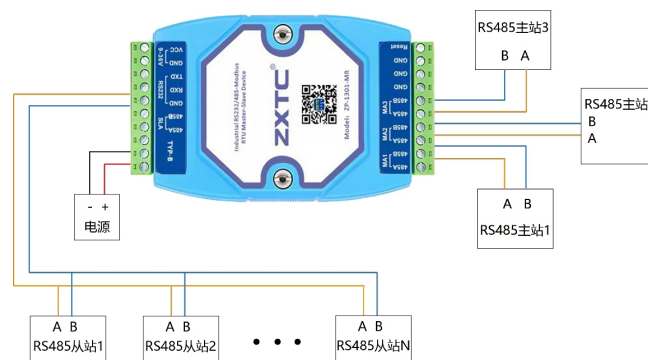 RS485主站3
B A
RS485主站
B
A
A B
RS485主站1
VCC
9-36V
GND
TXD
RXD
GND
RS232
485B
485A
SLA
TYP-B
Industrial RS232/485-Modbus
RTU Master-Slave Device
ZXTC®
Model: ZP-1301-MR
Reset
GND
GND
GND
485B
485A
MA3
485B
485A
MA2
485B
485A
MA1
- +
电源
A B
RS485从站1
A B
RS485从站2
• • •
A B
RS485从站N